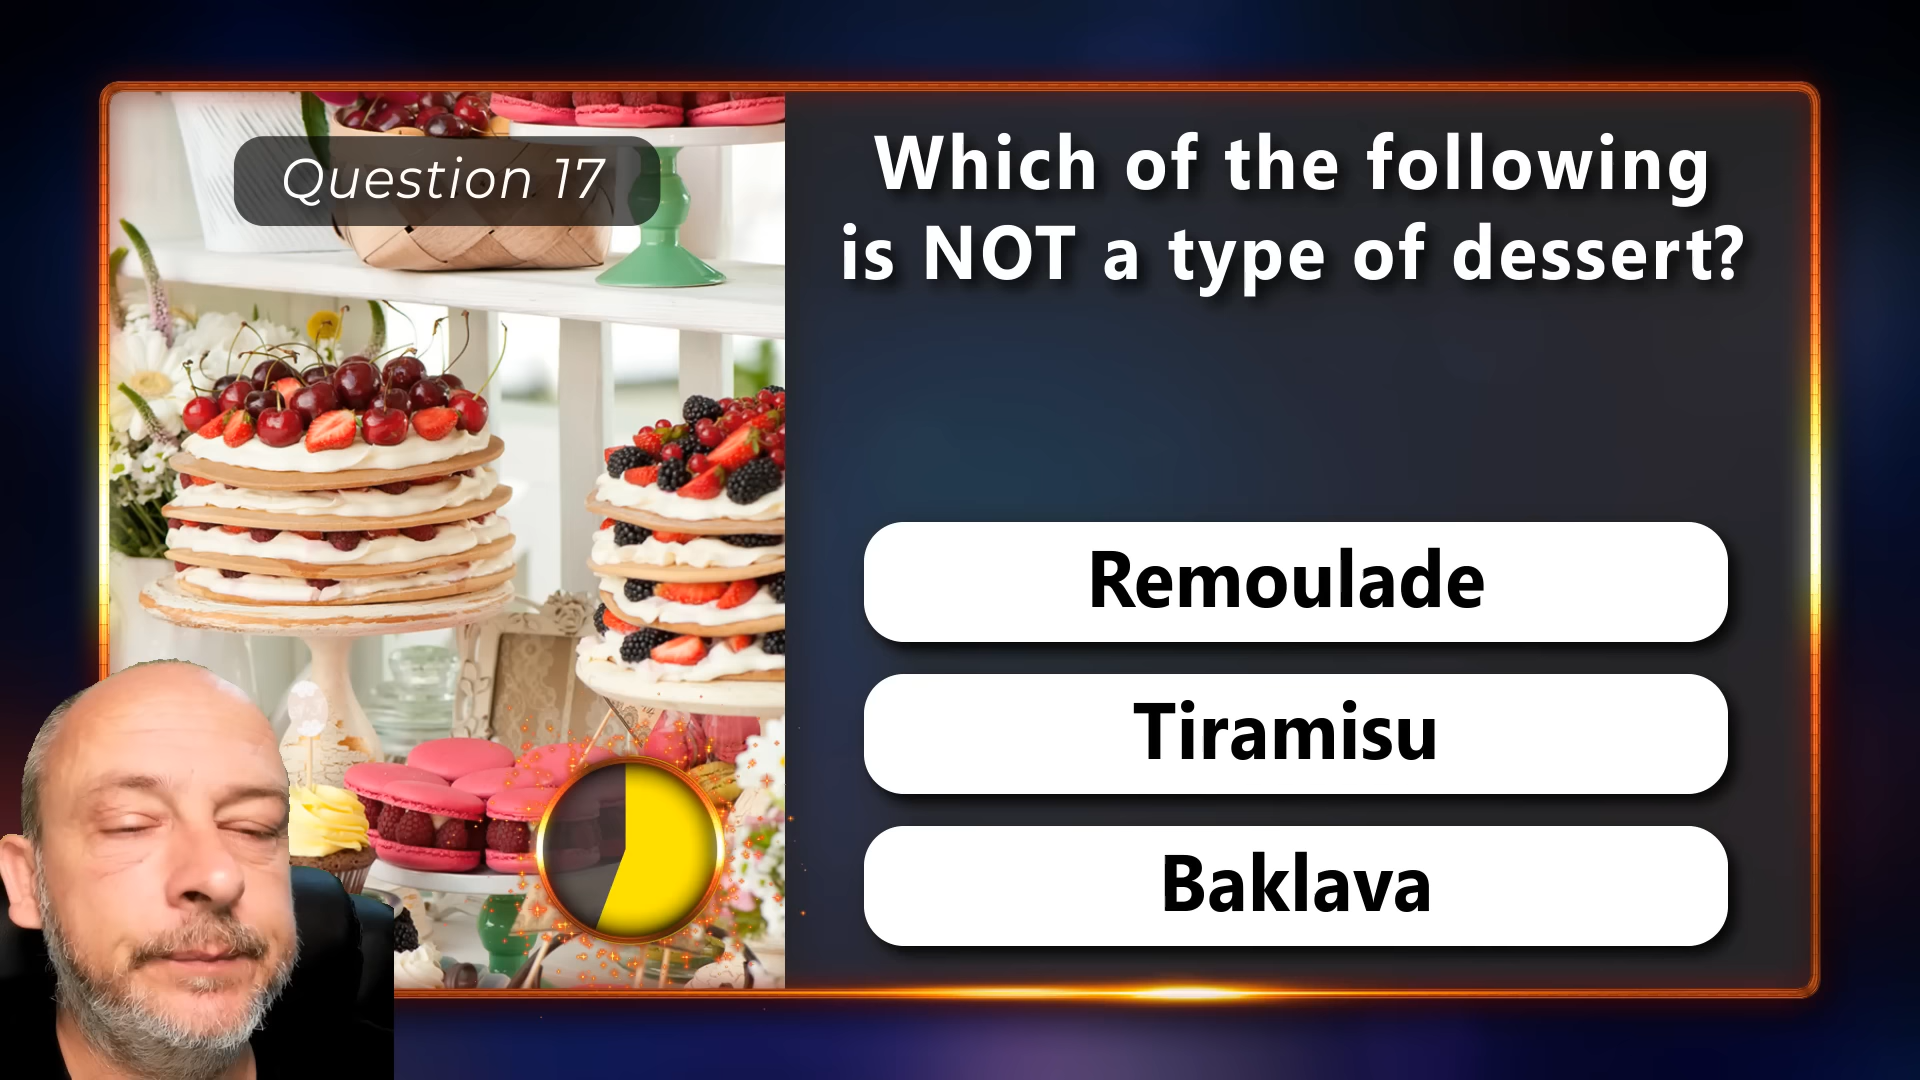 Question 17
Which of the following
is NOT a type of dessert?
Remoulade
Tiramisu
Baklava